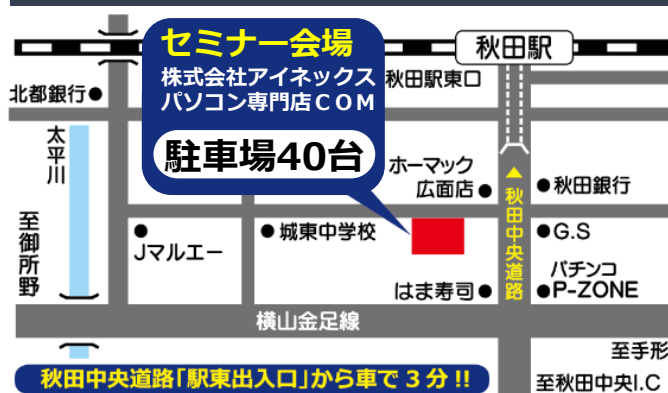 セミナー会場
株式会社アイネックス
パソコン専門店ＣＯＭ
駐車場40台
秋田駅
秋田駅東口
北都銀行●
太平川
ホーマック
広面店●
▲秋田中央道路
●秋田銀行
至御所野
●
Jマルエー
●城東中学校
●G.S
はま寿司●
パチンコ
●P-ZONE
横山金足線
至手形
秋田中央道路｢駅東出入口｣から車で３分!!
至秋田中央I.C